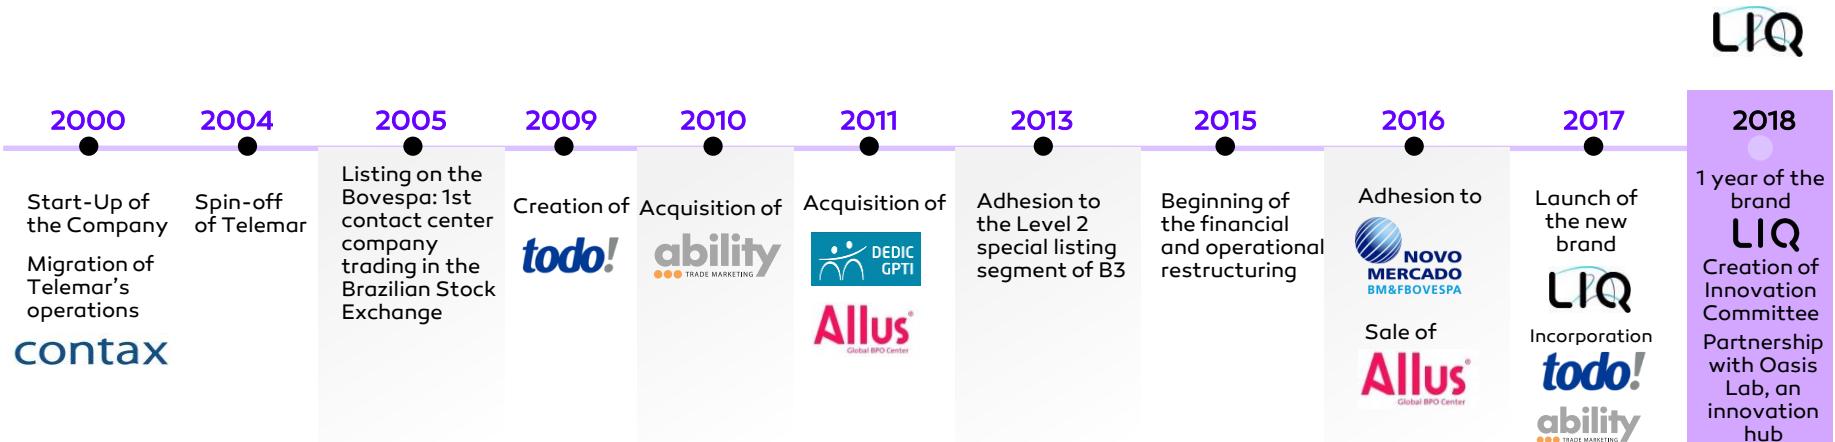 LIQ
2000
Start-Up of
the Company
Migration of
Telemar's
operations
contax
2004
Spin-off
of Telemar
2005
Listing on the
Bovespa: 1st
contact center
company
trading in the
Brazilian Stock
Exchange
2009
Creation of
todo!
2010
Acquisition of
ability
TRADE MARKETING
2011
Acquisition of
DEDIC
GPTI
Allus
Global BPO Center
2013
Adhesion to
the Level 2
special listing
segment of B3
2015
Beginning of
the financial
and operational
restructuring
2016
Adhesion to
NOVO
MERCADO
BM&FBOVESPA
Sale of
Allus
Global BPO Center
2017
Launch of
the new
brand
LIQ
Incorporation
todo!
ability
TRADE MARKETING
2018
1 year of the
brand
LIQ
Creation of
Innovation
Committee
Partnership
with Oasis
Lab, an
innovation
hub